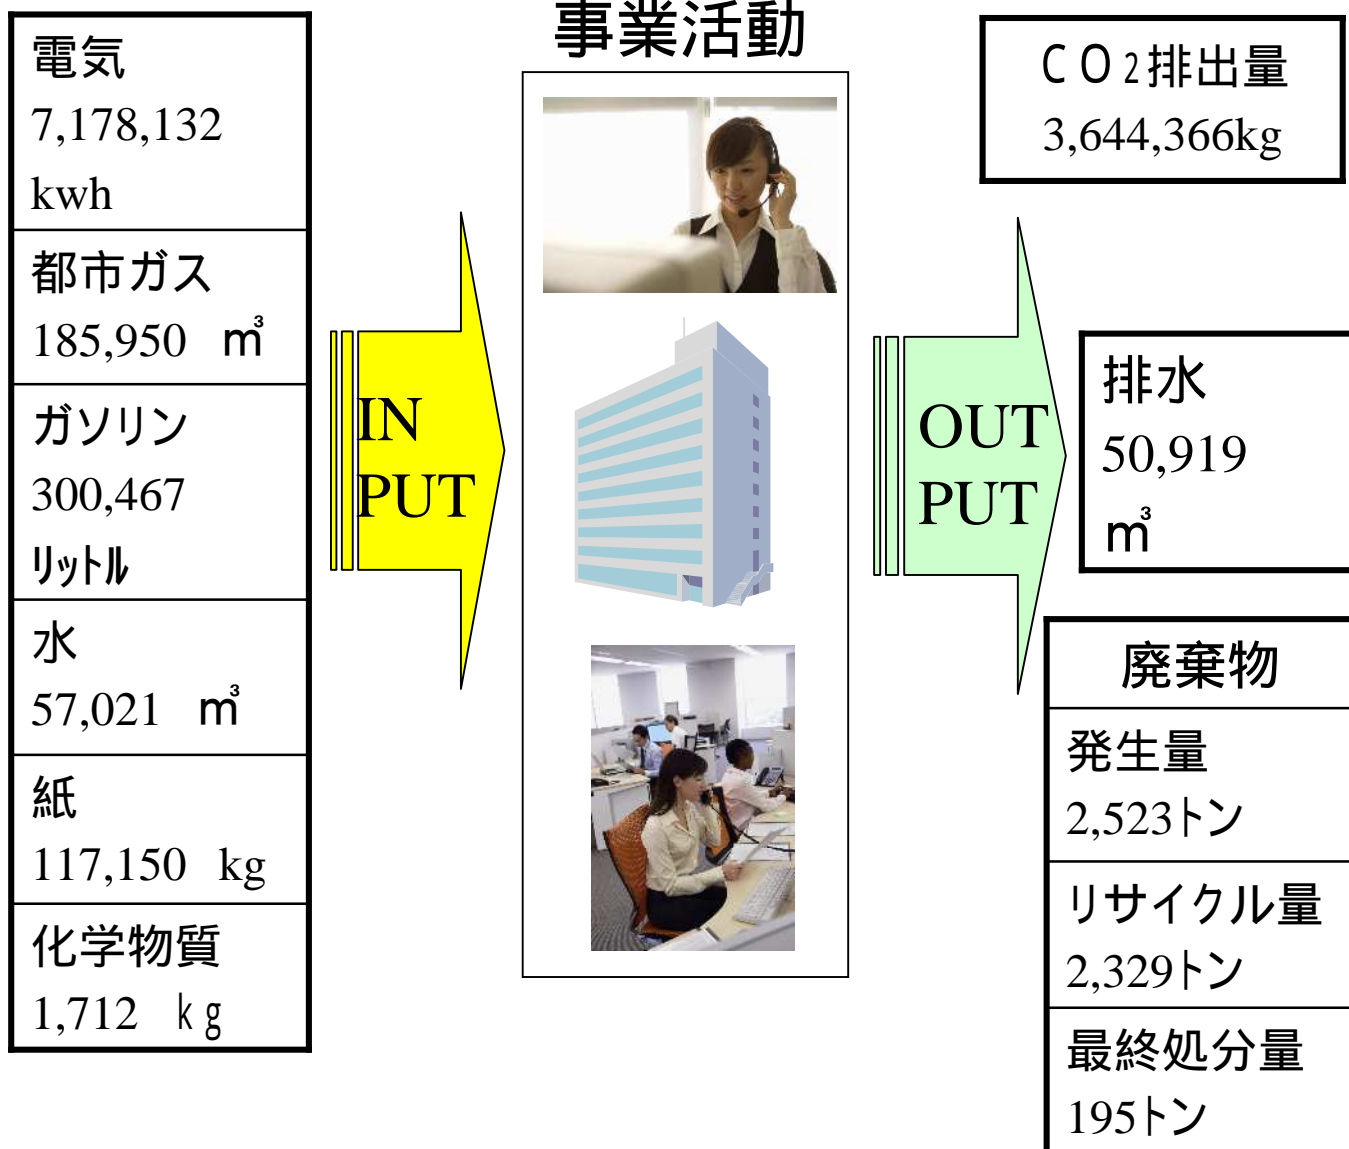 事業活動
電気
7,178,132
kwh
都市ガス
185,950 ㎥
ガソリン
300,467
リットル
水
57,021 ㎥
紙
117,150 kg
化学物質
1,712 ｋｇ
IN
PUT
OUT
PUT
ＣＯ２排出量
3,644,366kg
排水
50,919
㎥
廃棄物
発生量
2,523トン
リサイクル量
2,329トン
最終処分量
195トン